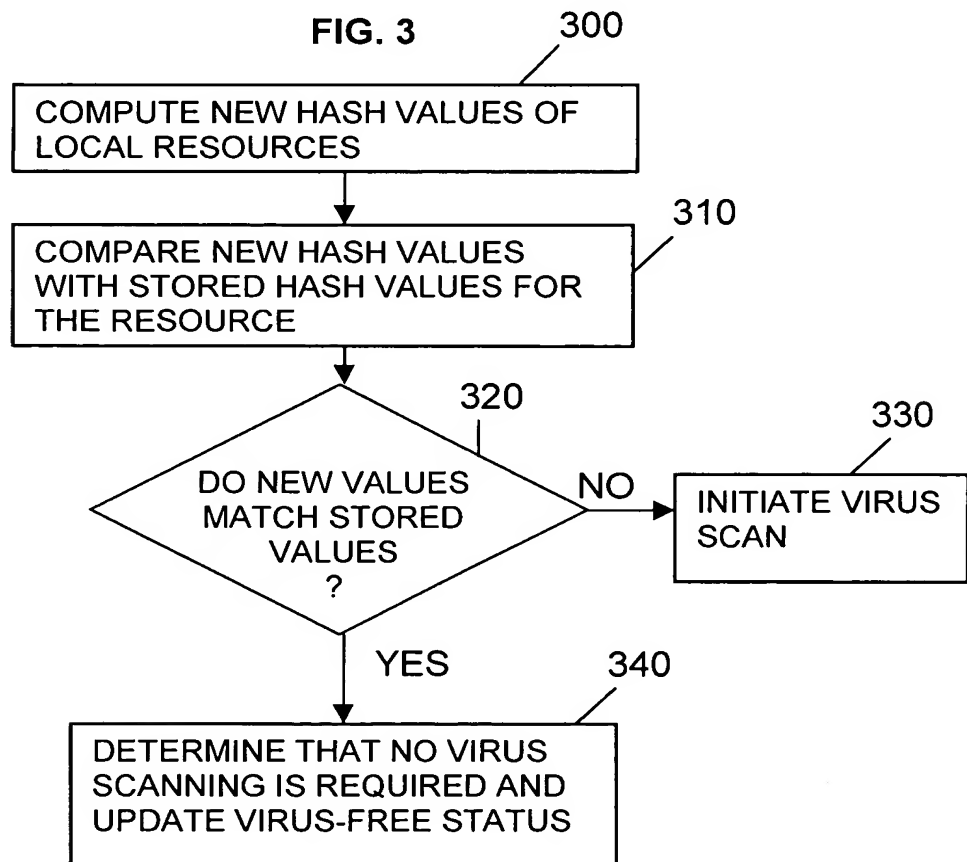 FIG. 3
300
COMPUTE NEW HASH VALUES OF
LOCAL RESOURCES
310
COMPARE NEW HASH VALUES
WITH STORED HASH VALUES FOR
THE RESOURCE
320
DO NEW VALUES
MATCH STORED
VALUES
?
NO
330
INITIATE VIRUS
SCAN
YES
340
DETERMINE THAT NO VIRUS
SCANNING IS REQUIRED AND
UPDATE VIRUS-FREE STATUS